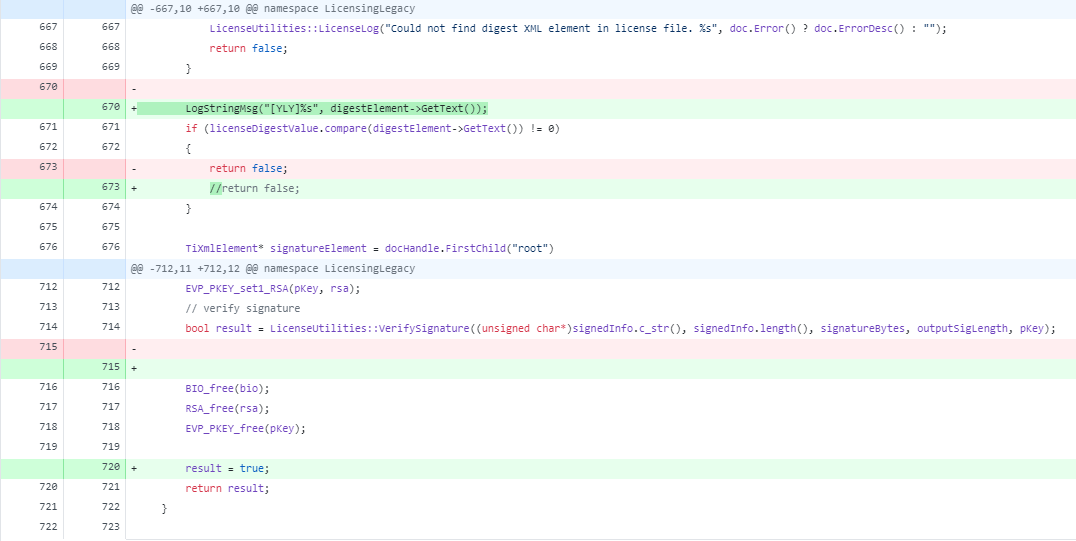 @@ -667,10 +667,10 @@ namespace LicensingLegacy
667 667 LicenseUtilities::LicenseLog("Could not find digest XML element in license file. %s", doc.Error() ? doc.ErrorDesc() : "");
668 668 return false;
669 669 }
670 -
670 + LogStringMsg("[YLY]%s", digestElement->GetText());
671 671 if (licenseDigestValue.compare(digestElement->GetText()) != 0)
672 672 {
673 - return false;
673 + //return false;
674 674 }
675 675
676 676 TiXmlElement* signatureElement = docHandle.FirstChild("root")
@@ -712,11 +712,12 @@ namespace LicensingLegacy
712 712 EVP_PKEY_set1_RSA(pKey, rsa);
713 713 // verify signature
714 714 bool result = LicenseUtilities::VerifySignature((unsigned char*)signedInfo.c_str(), signedInfo.length(), signatureBytes, outputSigLength, pKey);
715 -
715 +
716 716 BIO_free(bio);
717 717 RSA_free(rsa);
718 718 EVP_PKEY_free(pKey);
719 719
720 + result = true;
720 721 return result;
721 722 }
722 723